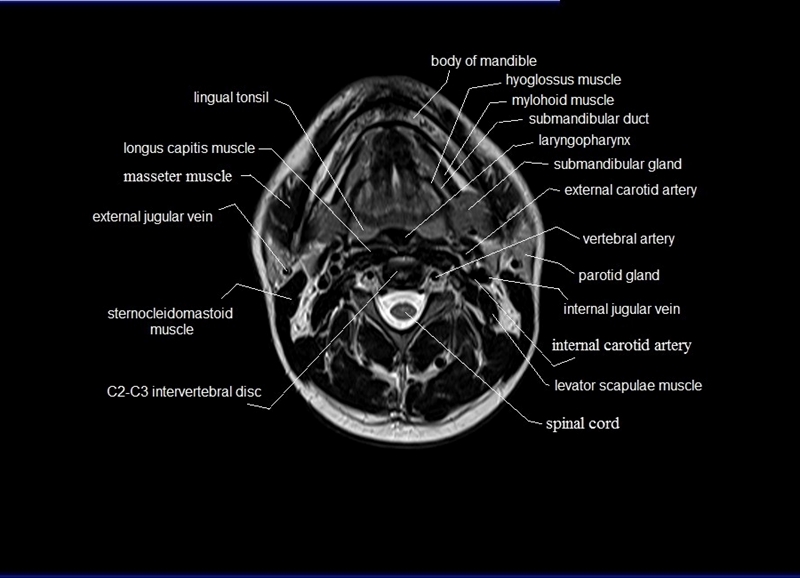 body of mandible
hyoglossus muscle
lingual tonsil
mylohoid muscle
submandibular duct
laryngopharynx
longus capitis muscle
submandibular gland
masseter muscle
external carotid artery
external jugular vein
vertebral artery
parotid gland
sternocleidomastoid
muscle
internal jugular vein
internal carotid artery
levator scapulae muscle
C2-C3 intervertebral disc
spinal cord